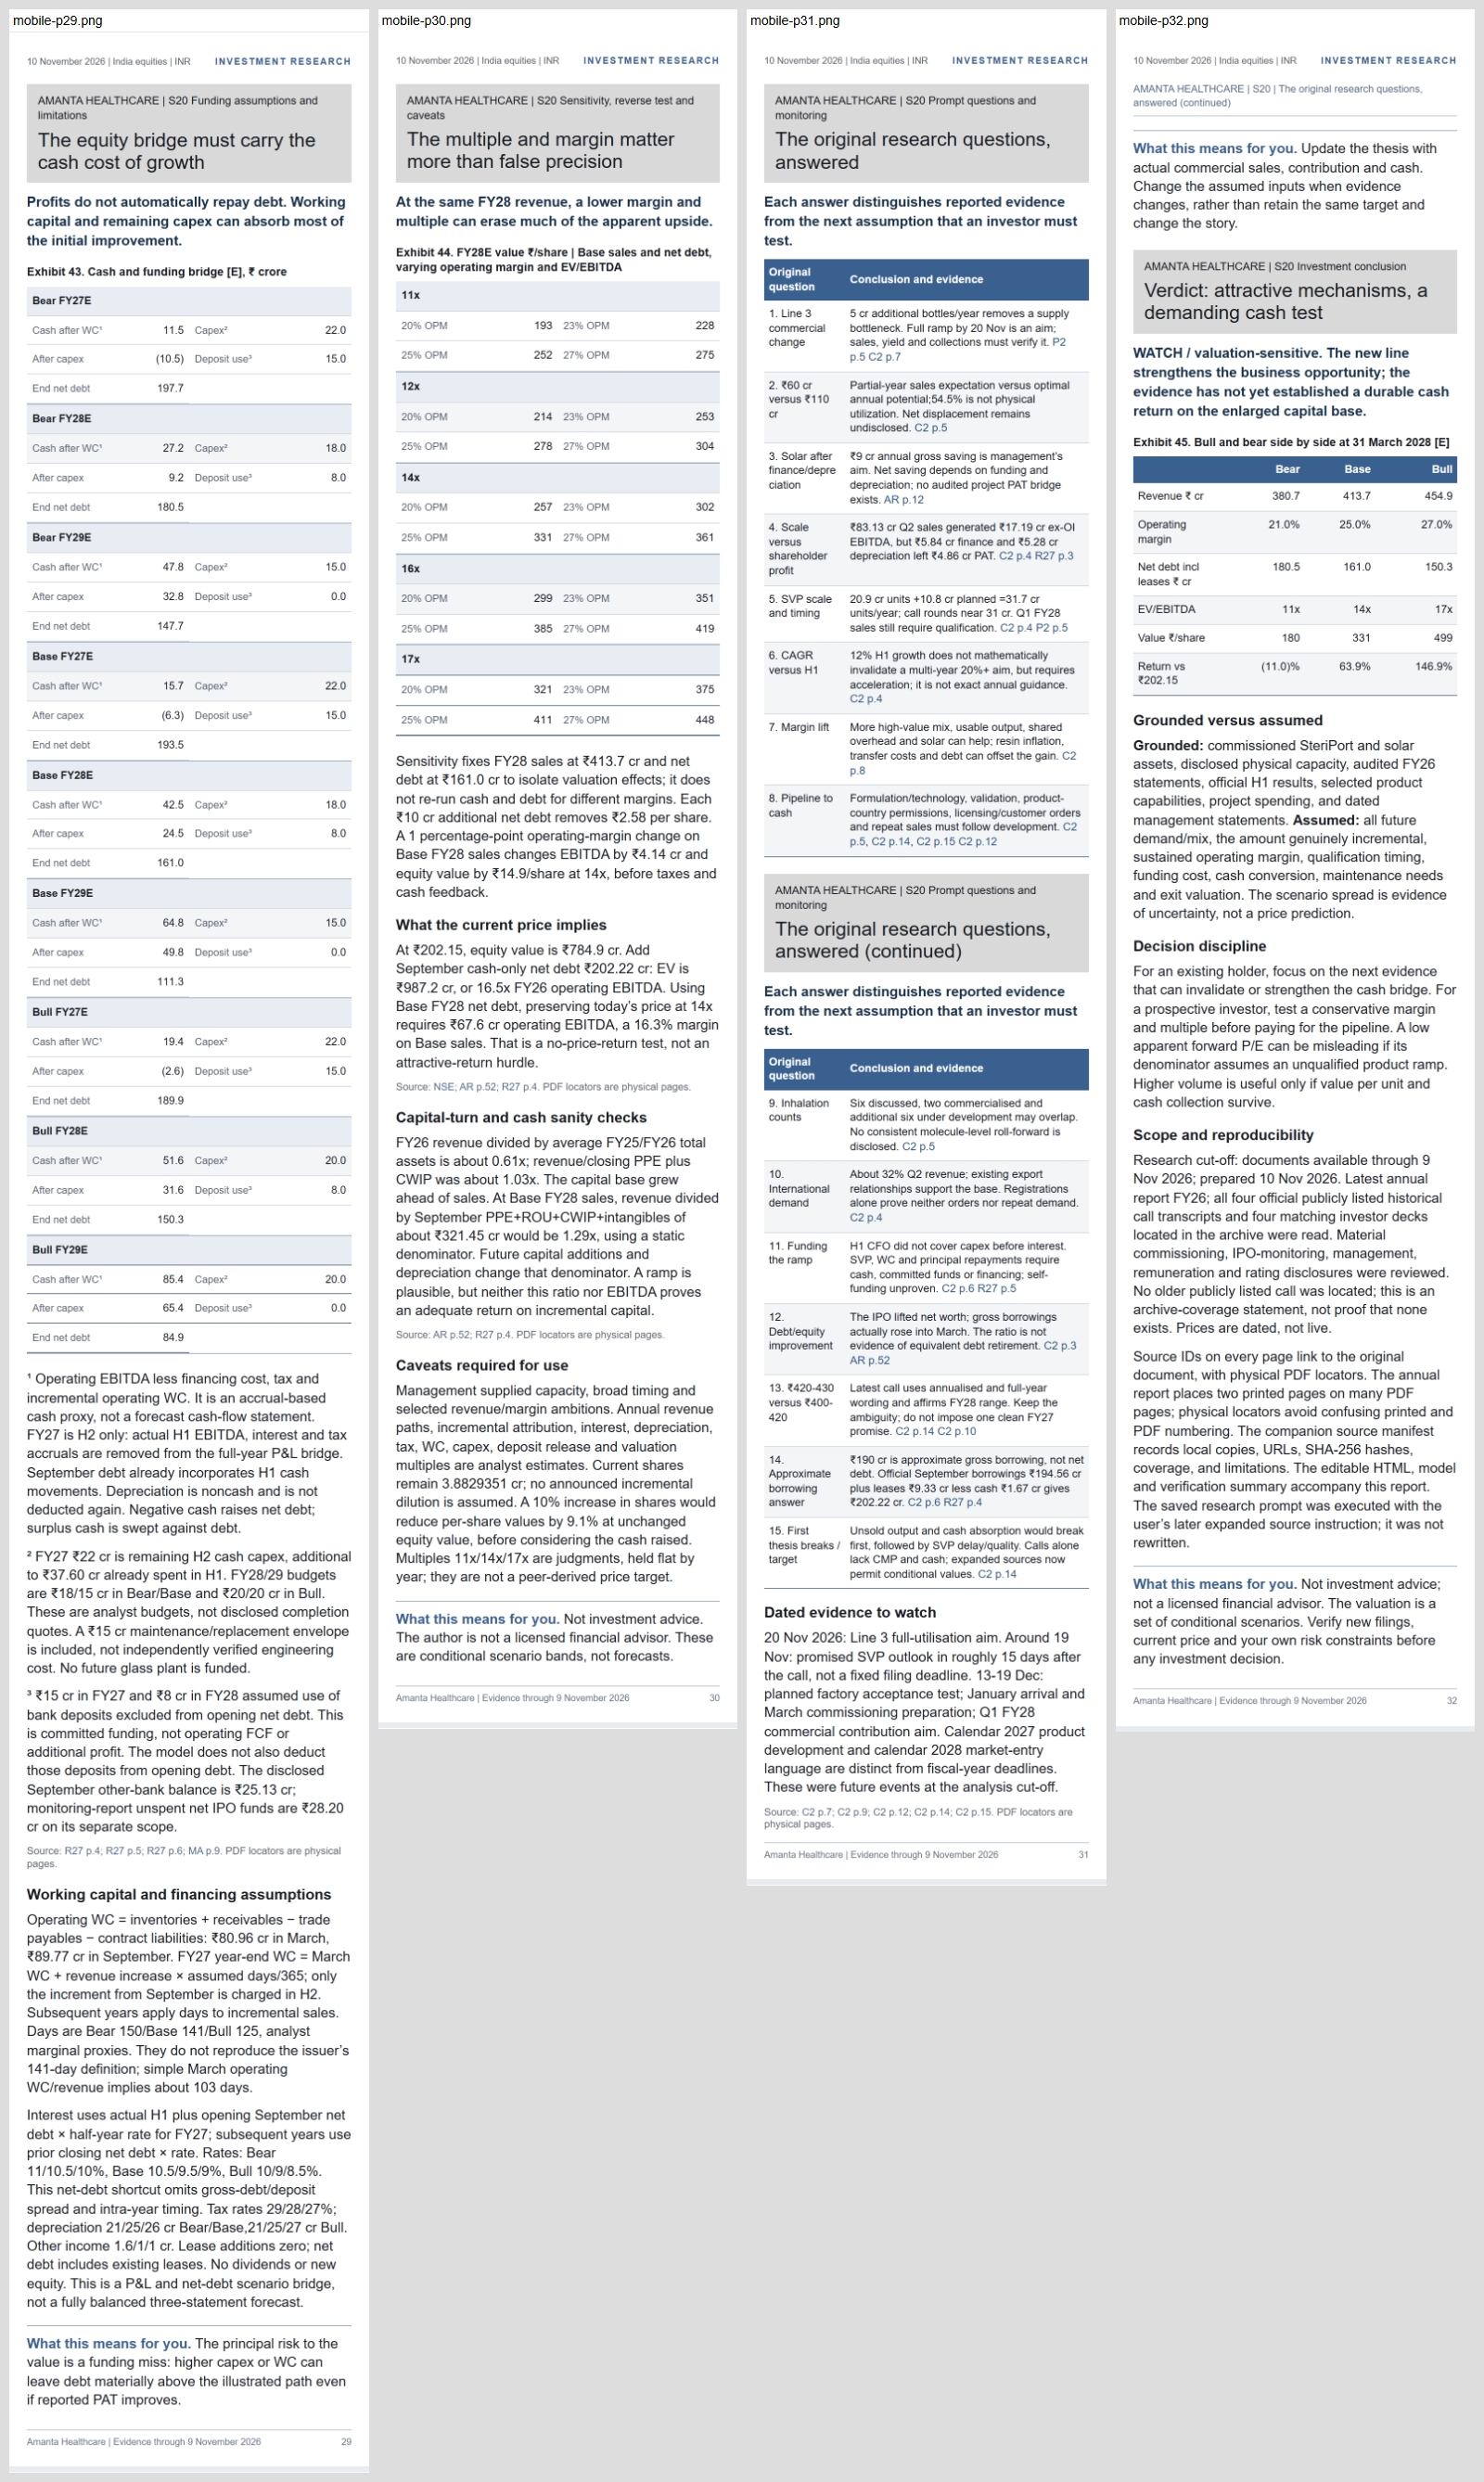 mobile-p29.png
10 November 2026 | India equities | INR INVESTMENT RESEARCH
AMANTA HEALTHCARE | S20 Funding assumptions and
limitations
The equity bridge must carry the
cash cost of growth
Profits do not automatically repay debt. Working
capital and remaining capex can absorb most of
the initial improvement.
Exhibit 43. Cash and funding bridge [E], ₹ crore
Bear FY27E
Cash after WC¹ 11.5 Capex² 22.0
After capex (10.5) Deposit use³ 15.0
End net debt 197.7
Bear FY28E
Cash after WC¹ 27.2 Capex² 18.0
After capex 9.2 Deposit use³ 8.0
End net debt 180.5
Bear FY29E
Cash after WC¹ 47.8 Capex² 15.0
After capex 32.8 Deposit use³ 0.0
End net debt 147.7
Base FY27E
Cash after WC¹ 15.7 Capex² 22.0
After capex (6.3) Deposit use³ 15.0
End net debt 193.5
Base FY28E
Cash after WC¹ 42.5 Capex² 18.0
After capex 24.5 Deposit use³ 8.0
End net debt 161.0
Base FY29E
Cash after WC¹ 64.8 Capex² 15.0
After capex 49.8 Deposit use³ 0.0
End net debt 111.3
Bull FY27E
Cash after WC¹ 19.4 Capex² 22.0
After capex (2.6) Deposit use³ 15.0
End net debt 189.9
Bull FY28E
Cash after WC¹ 51.6 Capex² 20.0
After capex 31.6 Deposit use³ 8.0
End net debt 150.3
Bull FY29E
Cash after WC¹ 85.4 Capex² 20.0
After capex 65.4 Deposit use³ 0.0
End net debt 84.9
¹ Operating EBITDA less financing cost, tax and
incremental operating WC. It is an accrual-based
cash proxy, not a forecast cash-flow statement.
FY27 is H2 only: actual H1 EBITDA, interest and tax
accruals are removed from the full-year P&L bridge.
September debt already incorporates H1 cash
movements. Depreciation is noncash and is not
deducted again. Negative cash raises net debt;
surplus cash is swept against debt.
² FY27 ₹22 cr is remaining H2 cash capex, additional
to ₹37.60 cr already spent in H1. FY28/29 budgets
are ₹18/15 cr in Bear/Base and ₹20/20 cr in Bull.
These are analyst budgets, not disclosed completion
quotes. A ₹15 cr maintenance/replacement envelope
is included, not independently verified engineering
cost. No future glass plant is funded.
³ ₹15 cr in FY27 and ₹8 cr in FY28 assumed use of
bank deposits excluded from opening net debt. This
is committed funding, not operating FCF or
additional profit. The model does not also deduct
those deposits from opening debt. The disclosed
September other-bank balance is ₹25.13 cr;
monitoring-report unspent net IPO funds are ₹28.20
cr on its separate scope.
Source: R27 p.4; R27 p.5; R27 p.6; MA p.9. PDF locators are physical
pages.
Working capital and financing assumptions
Operating WC = inventories + receivables − trade
payables − contract liabilities: ₹80.96 cr in March,
₹89.77 cr in September. FY27 year-end WC = March
WC + revenue increase × assumed days/365; only
the increment from September is charged in H2.
Subsequent years apply days to incremental sales.
Days are Bear 150/Base 141/Bull 125, analyst
marginal proxies. They do not reproduce the issuer's
141-day definition; simple March operating
WC/revenue implies about 103 days.
Interest uses actual H1 plus opening September net
debt × half-year rate for FY27; subsequent years use
prior closing net debt × rate. Rates: Bear
11/10.5/10%, Base 10.5/9.5/9%, Bull 10/9/8.5%.
This net-debt shortcut omits gross-debt/deposit
spread and intra-year timing. Tax rates 29/28/27%;
depreciation 21/25/26 cr Bear/Base,21/25/27 cr Bull.
Other income 1.6/1/1 cr. Lease additions zero; net
debt includes existing leases. No dividends or new
equity. This is a P&L and net-debt scenario bridge,
not a fully balanced three-statement forecast.
What this means for you. The principal risk to the
value is a funding miss: higher capex or WC can
leave debt materially above the illustrated path even
if reported PAT improves.
Amanta Healthcare | Evidence through 9 November 2026 29
mobile-p30.png
10 November 2026 | India equities | INR INVESTMENT RESEARCH
AMANTA HEALTHCARE | S20 Sensitivity, reverse test and
caveats
The multiple and margin matter
more than false precision
At the same FY28 revenue, a lower margin and
multiple can erase much of the apparent upside.
Exhibit 44. FY28E value ₹/share | Base sales and net debt,
varying operating margin and EV/EBITDA
11x
20% OPM 193 23% OPM 228
25% OPM 252 27% OPM 275
12x
20% OPM 214 23% OPM 253
25% OPM 278 27% OPM 304
14x
20% OPM 257 23% OPM 302
25% OPM 331 27% OPM 361
16x
20% OPM 299 23% OPM 351
25% OPM 385 27% OPM 419
17x
20% OPM 321 23% OPM 375
25% OPM 411 27% OPM 448
Sensitivity fixes FY28 sales at ₹413.7 cr and net
debt at ₹161.0 cr to isolate valuation effects; it does
not re-run cash and debt for different margins. Each
₹10 cr additional net debt removes ₹2.58 per share.
A 1 percentage-point operating-margin change on
Base FY28 sales changes EBITDA by ₹4.14 cr and
equity value by ₹14.9/share at 14x, before taxes and
cash feedback.
What the current price implies
At ₹202.15, equity value is ₹784.9 cr. Add
September cash-only net debt ₹202.22 cr: EV is
₹987.2 cr, or 16.5x FY26 operating EBITDA. Using
Base FY28 net debt, preserving today's price at 14x
requires ₹67.6 cr operating EBITDA, a 16.3% margin
on Base sales. That is a no-price-return test, not an
attractive-return hurdle.
Source: NSE; AR p.52; R27 p.4. PDF locators are physical pages.
Capital-turn and cash sanity checks
FY26 revenue divided by average FY25/FY26 total
assets is about 0.61x; revenue/closing PPE plus
CWIP was about 1.03x. The capital base grew
ahead of sales. At Base FY28 sales, revenue divided
by September PPE+ROU+CWIP+intangibles of
about ₹321.45 cr would be 1.29x, using a static
denominator. Future capital additions and
depreciation change that denominator. A ramp is
plausible, but neither this ratio nor EBITDA proves
an adequate return on incremental capital.
Source: AR p.52; R27 p.4. PDF locators are physical pages.
Caveats required for use
Management supplied capacity, broad timing and
selected revenue/margin ambitions. Annual revenue
paths, incremental attribution, interest, depreciation,
tax, WC, capex, deposit release and valuation
multiples are analyst estimates. Current shares
remain 3.8829351 cr; no announced incremental
dilution is assumed. A 10% increase in shares would
reduce per-share values by 9.1% at unchanged
equity value, before considering the cash raised.
Multiples 11x/14x/17x are judgments, held flat by
year; they are not a peer-derived price target.
What this means for you. Not investment advice.
The author is not a licensed financial advisor. These
are conditional scenario bands, not forecasts.
Amanta Healthcare | Evidence through 9 November 2026 30
mobile-p31.png
10 November 2026 | India equities | INR INVESTMENT RESEARCH
AMANTA HEALTHCARE | S20 Prompt questions and
monitoring
The original research questions,
answered
Each answer distinguishes reported evidence
from the next assumption that an investor must
test.
Original Conclusion and evidence
question
1. Line 3 5 cr additional bottles/year removes a supply
commercial bottleneck. Full ramp by 20 Nov is an aim;
change sales, yield and collections must verify it. P2
p.5 C2 p.7
2. ₹60 cr Partial-year sales expectation versus optimal
versus ₹110 annual potential;54.5% is not physical
cr utilization. Net displacement remains
undisclosed. C2 p.5
3. Solar after ₹9 cr annual gross saving is management's
finance/depre aim. Net saving depends on funding and
ciation depreciation; no audited project PAT bridge
exists. AR p.12
4. Scale ₹83.13 cr Q2 sales generated ₹17.19 cr ex-OI
versus EBITDA, but ₹5.84 cr finance and ₹5.28 cr
shareholder depreciation left ₹4.86 cr PAT. C2 p.4 R27 p.3
profit
5. SVP scale 20.9 cr units +10.8 cr planned =31.7 cr
and timing units/year; call rounds near 31 cr. Q1 FY28
sales still require qualification. C2 p.4 P2 p.5
6. CAGR 12% H1 growth does not mathematically
versus H1 invalidate a multi-year 20%+ aim, but requires
acceleration; it is not exact annual guidance.
C2 p.4
7. Margin lift More high-value mix, usable output, shared
overhead and solar can help; resin inflation,
transfer costs and debt can offset the gain. C2
p.8
8. Pipeline to Formulation/technology, validation, product-
cash country permissions, licensing/customer orders
and repeat sales must follow development. C2
p.5, C2 p.14, C2 p.15 C2 p.12
AMANTA HEALTHCARE | S20 Prompt questions and
monitoring
The original research questions,
answered (continued)
Each answer distinguishes reported evidence
from the next assumption that an investor must
test.
Original Conclusion and evidence
question
9. Inhalation Six discussed, two commercialised and
counts additional six under development may overlap.
No consistent molecule-level roll-forward is
disclosed. C2 p.5
10. About 32% Q2 revenue; existing export
International relationships support the base. Registrations
demand alone prove neither orders nor repeat demand.
C2 p.4
11. Funding H1 CFO did not cover capex before interest.
the ramp SVP, WC and principal repayments require
cash, committed funds or financing; self-
funding unproven. C2 p.6 R27 p.5
12. The IPO lifted net worth; gross borrowings
Debt/equity actually rose into March. The ratio is not
improvement evidence of equivalent debt retirement. C2 p.3
AR p.52
13. ₹420-430 Latest call uses annualised and full-year
versus ₹400- wording and affirms FY28 range. Keep the
420 ambiguity; do not impose one clean FY27
promise. C2 p.14 C2 p.10
14. ₹190 cr is approximate gross borrowing, not net
Approximate debt. Official September borrowings ₹194.56 cr
borrowing plus leases ₹9.33 cr less cash ₹1.67 cr gives
answer ₹202.22 cr. C2 p.6 R27 p.4
15. First Unsold output and cash absorption would break
thesis breaks / first, followed by SVP delay/quality. Calls alone
target lack CMP and cash; expanded sources now
permit conditional values. C2 p.14
Dated evidence to watch
20 Nov 2026: Line 3 full-utilisation aim. Around 19
Nov: promised SVP outlook in roughly 15 days after
the call, not a fixed filing deadline. 13-19 Dec:
planned factory acceptance test; January arrival and
March commissioning preparation; Q1 FY28
commercial contribution aim. Calendar 2027 product
development and calendar 2028 market-entry
language are distinct from fiscal-year deadlines.
These were future events at the analysis cut-off.
Source: C2 p.7; C2 p.9; C2 p.12; C2 p.14; C2 p.15. PDF locators are
physical pages.
Amanta Healthcare | Evidence through 9 November 2026 31
mobile-p32.png
10 November 2026 | India equities | INR INVESTMENT RESEARCH
AMANTA HEALTHCARE | S20 | The original research questions,
answered (continued)
What this means for you. Update the thesis with
actual commercial sales, contribution and cash.
Change the assumed inputs when evidence
changes, rather than retain the same target and
change the story.
AMANTA HEALTHCARE | S20 Investment conclusion
Verdict: attractive mechanisms, a
demanding cash test
WATCH / valuation-sensitive. The new line
strengthens the business opportunity; the
evidence has not yet established a durable cash
return on the enlarged capital base.
Exhibit 45. Bull and bear side by side at 31 March 2028 [E]
Bear Base Bull
Revenue ₹ cr 380.7 413.7 454.9
Operating 21.0% 25.0% 27.0%
margin
Net debt incl 180.5 161.0 150.3
leases ₹ cr
EV/EBITDA 11x 14x 17x
Value ₹/share 180 331 499
Return vs (11.0)% 63.9% 146.9%
₹202.15
Grounded versus assumed
Grounded: commissioned SteriPort and solar
assets, disclosed physical capacity, audited FY26
statements, official H1 results, selected product
capabilities, project spending, and dated
management statements. Assumed: all future
demand/mix, the amount genuinely incremental,
sustained operating margin, qualification timing,
funding cost, cash conversion, maintenance needs
and exit valuation. The scenario spread is evidence
of uncertainty, not a price prediction.
Decision discipline
For an existing holder, focus on the next evidence
that can invalidate or strengthen the cash bridge. For
a prospective investor, test a conservative margin
and multiple before paying for the pipeline. A low
apparent forward P/E can be misleading if its
denominator assumes an unqualified product ramp.
Higher volume is useful only if value per unit and
cash collection survive.
Scope and reproducibility
Research cut-off: documents available through 9
Nov 2026; prepared 10 Nov 2026. Latest annual
report FY26; all four official publicly listed historical
call transcripts and four matching investor decks
located in the archive were read. Material
commissioning, IPO-monitoring, management,
remuneration and rating disclosures were reviewed.
No older publicly listed call was located; this is an
archive-coverage statement, not proof that none
exists. Prices are dated, not live.
Source IDs on every page link to the original
document, with physical PDF locators. The annual
report places two printed pages on many PDF
pages; physical locators avoid confusing printed and
PDF numbering. The companion source manifest
records local copies, URLs, SHA-256 hashes,
coverage, and limitations. The editable HTML, model
and verification summary accompany this report.
The saved research prompt was executed with the
user's later expanded source instruction; it was not
rewritten.
What this means for you. Not investment advice;
not a licensed financial advisor. The valuation is a
set of conditional scenarios. Verify new filings,
current price and your own risk constraints before
any investment decision.
Amanta Healthcare | Evidence through 9 November 2026 32